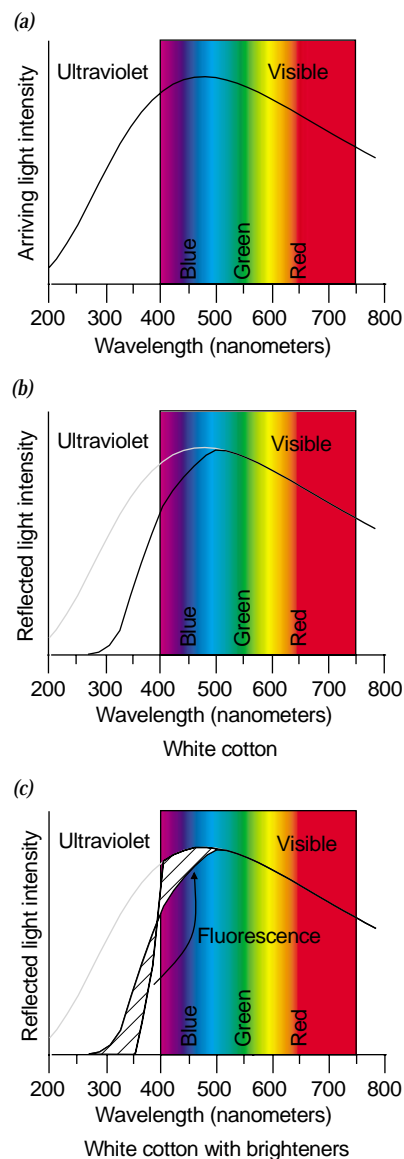 (a)
Ultraviolet
Visible
Arriving light intensity
Blue
Green
Red
200 300 400 500 600 700 800
Wavelength (nanometers)
(b)
Ultraviolet
Visible
Reflected light intensity
Blue
Green
Red
200 300 400 500 600 700 800
Wavelength (nanometers)
White cotton
(c)
Ultraviolet
Visible
Reflected light intensity
Fluorescence
Blue
Green
Red
200 300 400 500 600 700 800
Wavelength (nanometers)
White cotton with brighteners